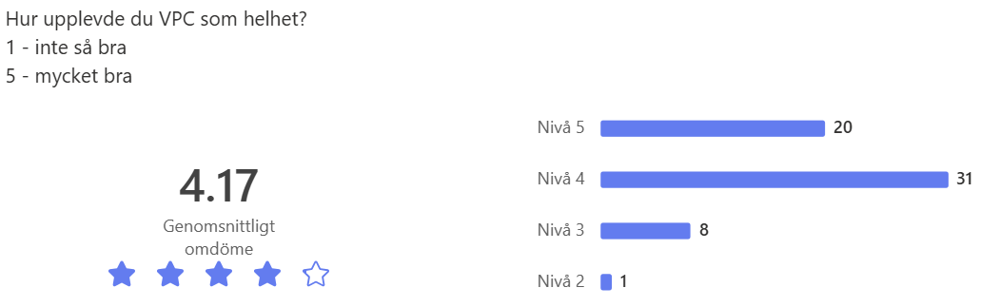 Hur upplevde du VPC som helhet?
1 - inte så bra
5 - mycket bra
4.17
Genomsnittligt
omdöme
Nivå 5 20
Nivå 4 31
Nivå 3 8
Nivå 2 1